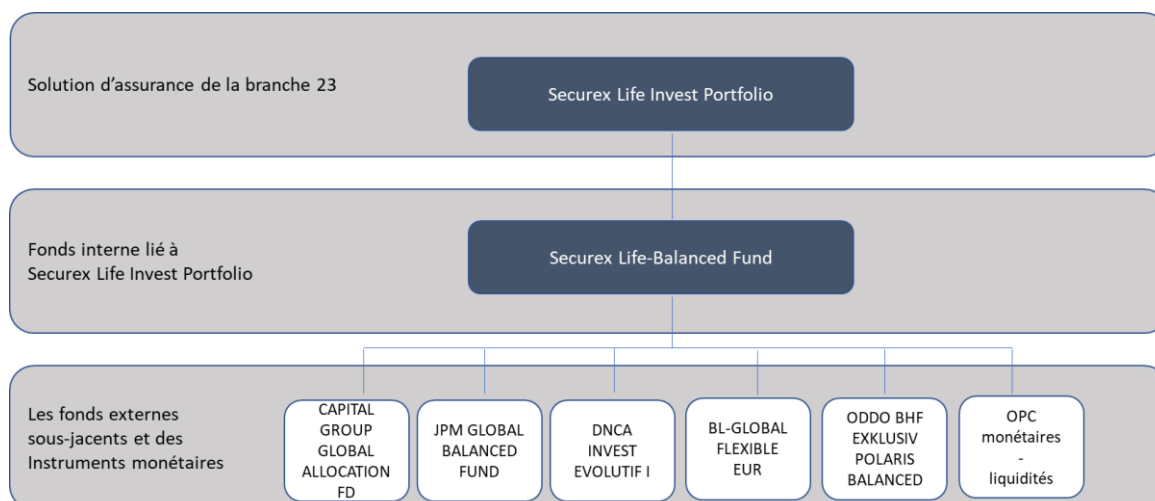 Solution d'assurance de la branche 23
Securex Life Invest Portfolio
Fonds interne lié à
Securex Life Invest Portfolio
Securex Life-Balanced Fund
Les fonds externes
sous-jacents et des
Instruments monétaires
CAPITAL
GROUP
GLOBAL
ALLOCATION
FD
JPM GLOBAL
BALANCED
FUND
DNCA
INVEST
EVOLUTIF I
BL-GLOBAL
FLEXIBLE
EUR
ODDO BHF
EXKLUSIV
POLARIS
BALANCED
OPC
monétaires
-
liquidités